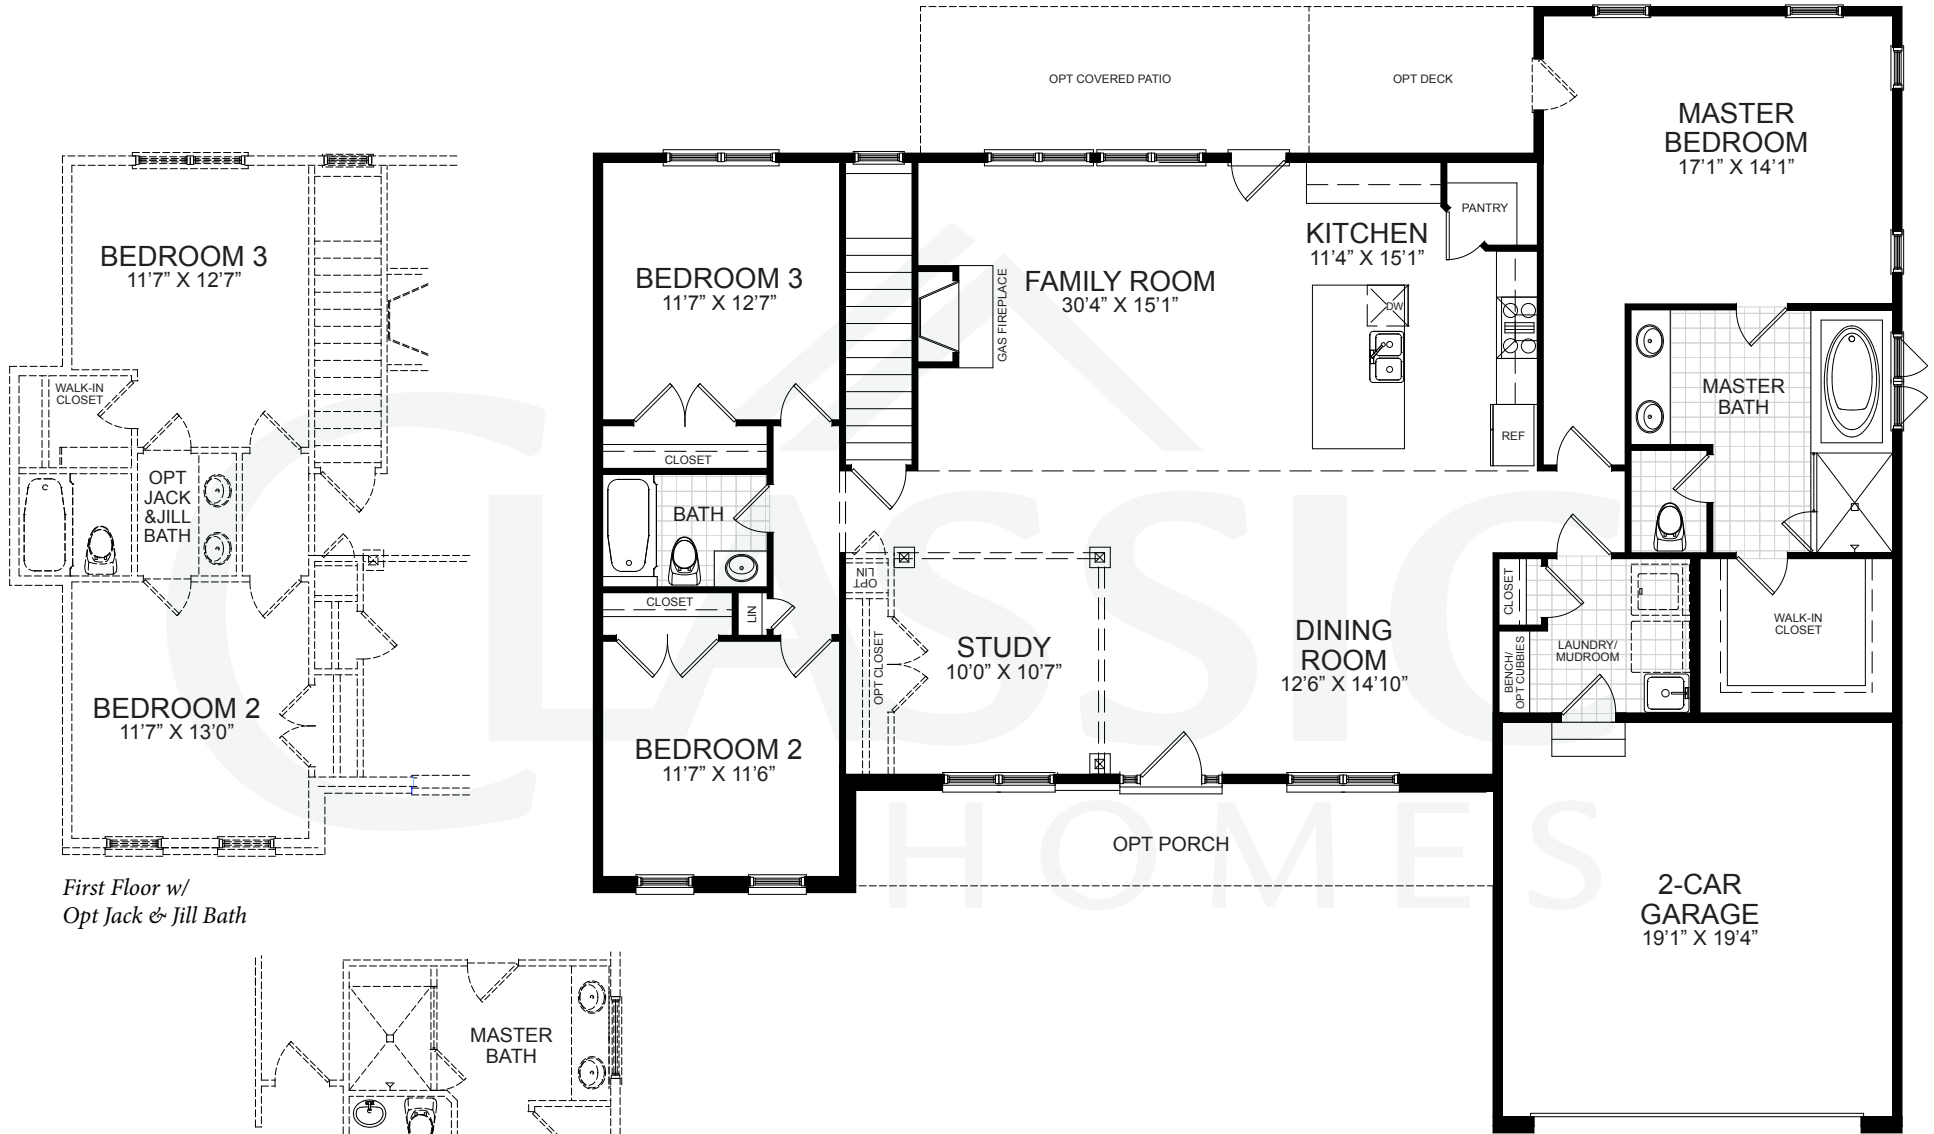 OPT COVERED PATIO
OPT DECK
MASTER
BEDROOM
17'1” X 14'1”
BEDROOM 3
11'7” X 12'7”
WALK-IN
CLOSET
OPT
JACK
&JILL
BATH
BEDROOM 2
11'7” X 13'0”
First Floor w/
Opt Jack & Jill Bath
MASTER
BATH
BEDROOM 3
11'7” X 12'7”
CLOSET
BATH
CLOSET
LIN
BEDROOM 2
11'7” X 11'6”
GAS FIREPLACE
FAMILY ROOM
30'4” X 15'1”
KITCHEN
11'4” X 15'1”
PANTRY
DW
REF
OPT
LIN
OPT CLOSET
STUDY
10'0” X 10'7”
DINING
ROOM
12'6” X 14'10”
OPT PORCH
MASTER
BATH
CLOSET
BENCH/
OPT CUBBIES
LAUNDRY/
MUDROOM
WALK-IN
CLOSET
2-CAR
GARAGE
19'1” X 19'4”
CLASSIC
HOMES